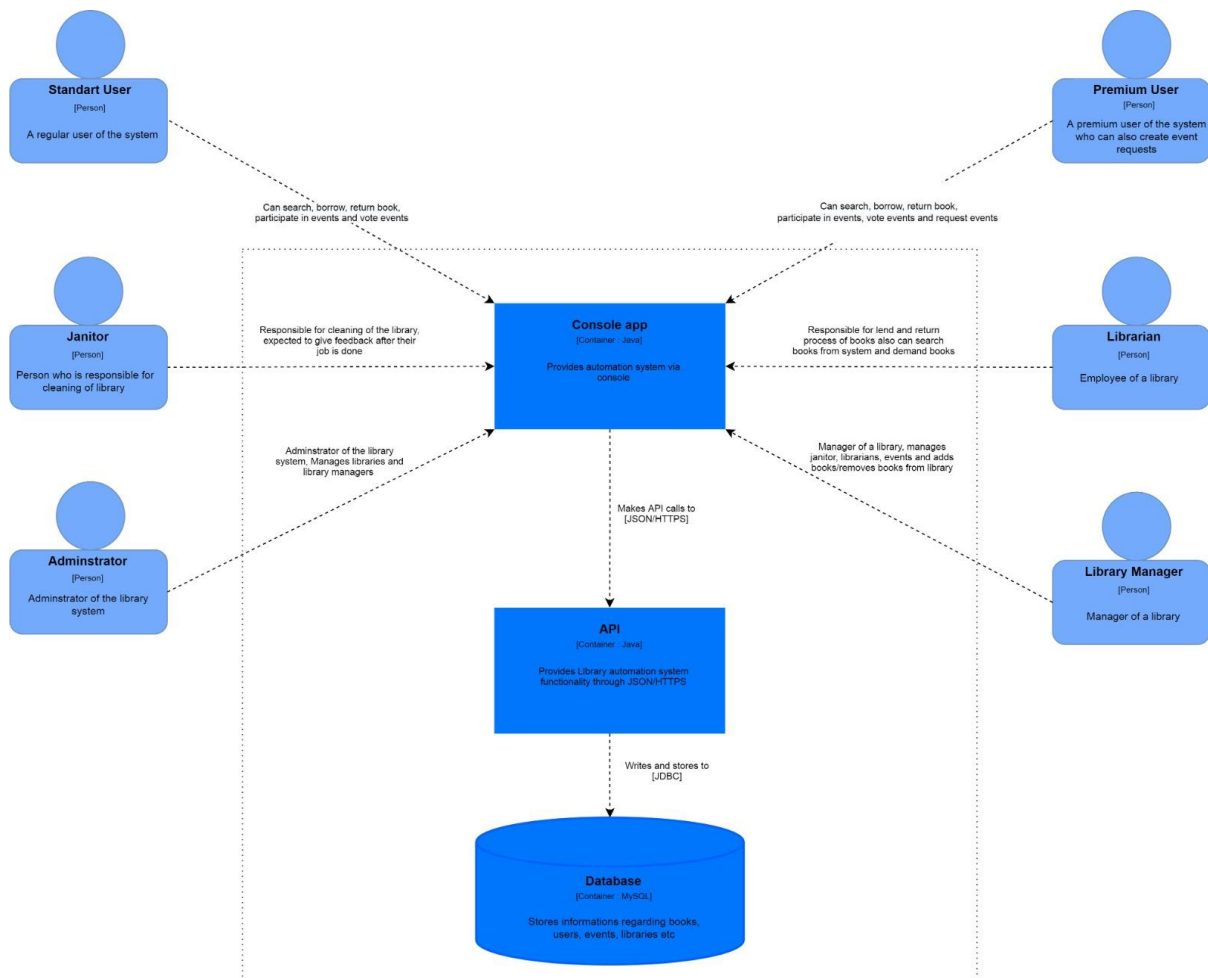 Standart User
[Person]
A regular user of the system
Premium User
[Person]
A premium user of the system
who can also create event
requests
Can search, borrow, return book,
participate in events and vote events
Can search, borrow, return book,
participate in events, vote events and request events
Janitor
[Person]
Person who is responsible for
cleaning of library
Responsible for cleaning of the library,
expected to give feedback after their
job is done
Console app
[Container : Java]
Provides automation system via
console
Responsible for lend and return
process of books also can search
books from system and demand books
Librarian
[Person]
Employee of a library
Adminstrator of the library
system, Manages libraries and
library managers
Manager of a library, manages
janitor, librarians, events and adds
books/removes books from library
Adminstrator
[Person]
Adminstrator of the library
system
Makes API calls to
[JSON/HTTPS]
Library Manager
[Person]
Manager of a library
API
[Container : Java]
Provides Library automation system
functionality through JSON/HTTPS
Writes and stores to
[JDBC]
Database
[Container : MySQL]
Stores informations regarding books,
users, events, libraries etc